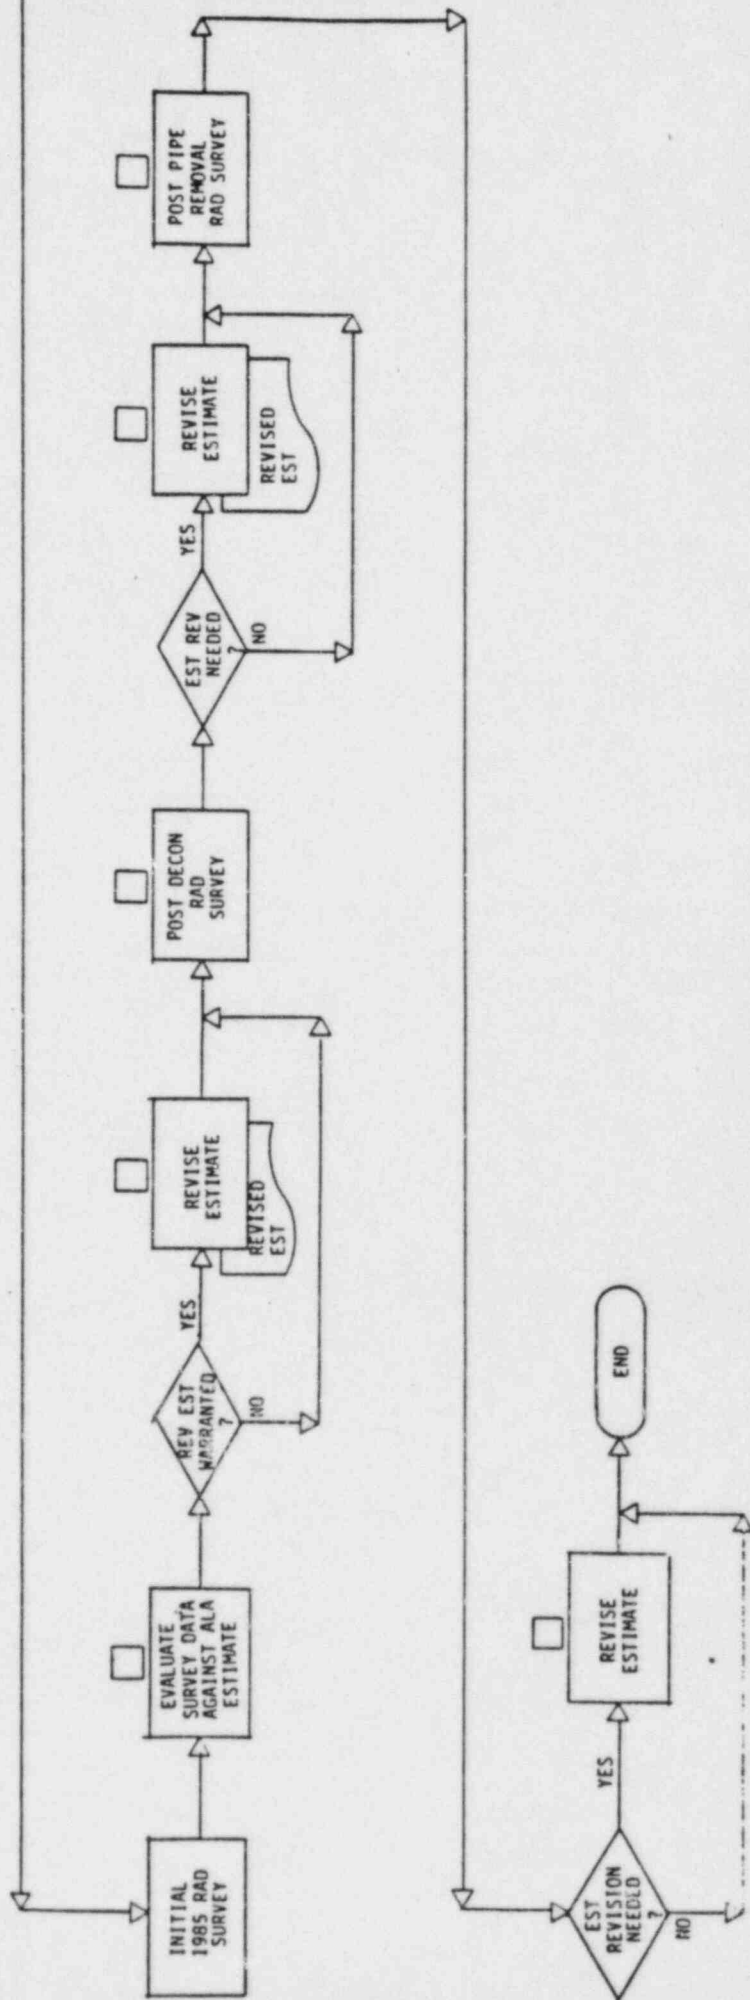 INITIAL
1985 RAD
SURVEY
EVALUATE
SURVEY DATA
AGAINST ALA
ESTIMATE
REV EST
WARRANTED
?
YES
NO
REVISE
ESTIMATE
REVISED
EST
POST DECON
RAD
SURVEY
EST REV
NEEDED
?
YES
NO
REVISE
ESTIMATE
REVISED
EST
POST PIPE
REMOVAL
RAD SURVEY
EST
REVISION
NEEDED
?
YES
NO
REVISE
ESTIMATE
END